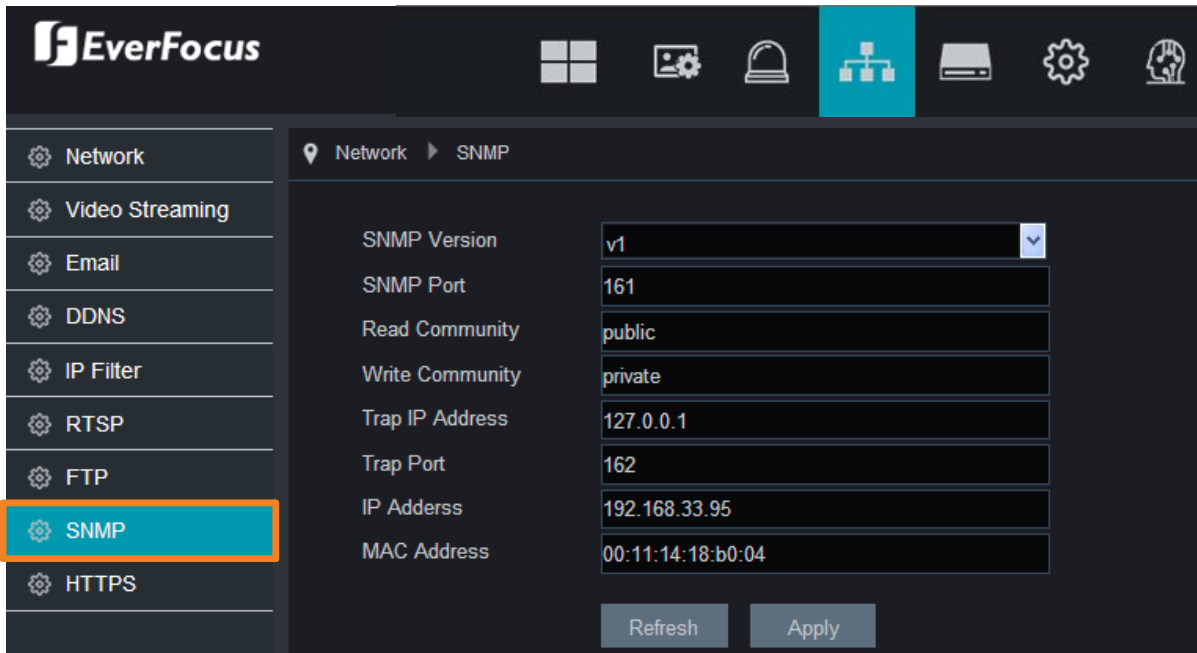 EverFocus
Network
Video Streaming
Email
DDNS
IP Filter
RTSP
FTP
SNMP
HTTPS
Network SNMP
SNMP Version v1
SNMP Port 161
Read Community public
Write Community private
Trap IP Address 127.0.0.1
Trap Port 162
IP Adderss 192.168.33.95
MAC Address 00:11:14:18:b0:04
Refresh Apply